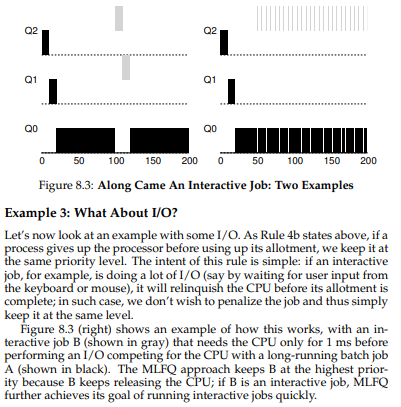 Q2
Q1
Q0
0 50 100 150 200
Q2
Q1
Q0
0 50 100 150 200
Figure 8.3: Along Came An Interactive Job: Two Examples
Example 3: What About I/O?
Let's now look at an example with some I/O. As Rule 4b states above, if a
process gives up the processor before using up its allotment, we keep it at
the same priority level. The intent of this rule is simple: if an interactive
job, for example, is doing a lot of I/O (say by waiting for user input from
the keyboard or mouse), it will relinquish the CPU before its allotment is
complete; in such case, we don't wish to penalize the job and thus simply
keep it at the same level.
Figure 8.3 (right) shows an example of how this works, with an in-
teractive job B (shown in gray) that needs the CPU only for 1 ms before
performing an I/O competing for the CPU with a long-running batch job
A (shown in black). The MLFQ approach keeps B at the highest prior-
ity because B keeps releasing the CPU; if B is an interactive job, MLFQ
further achieves its goal of running interactive jobs quickly.